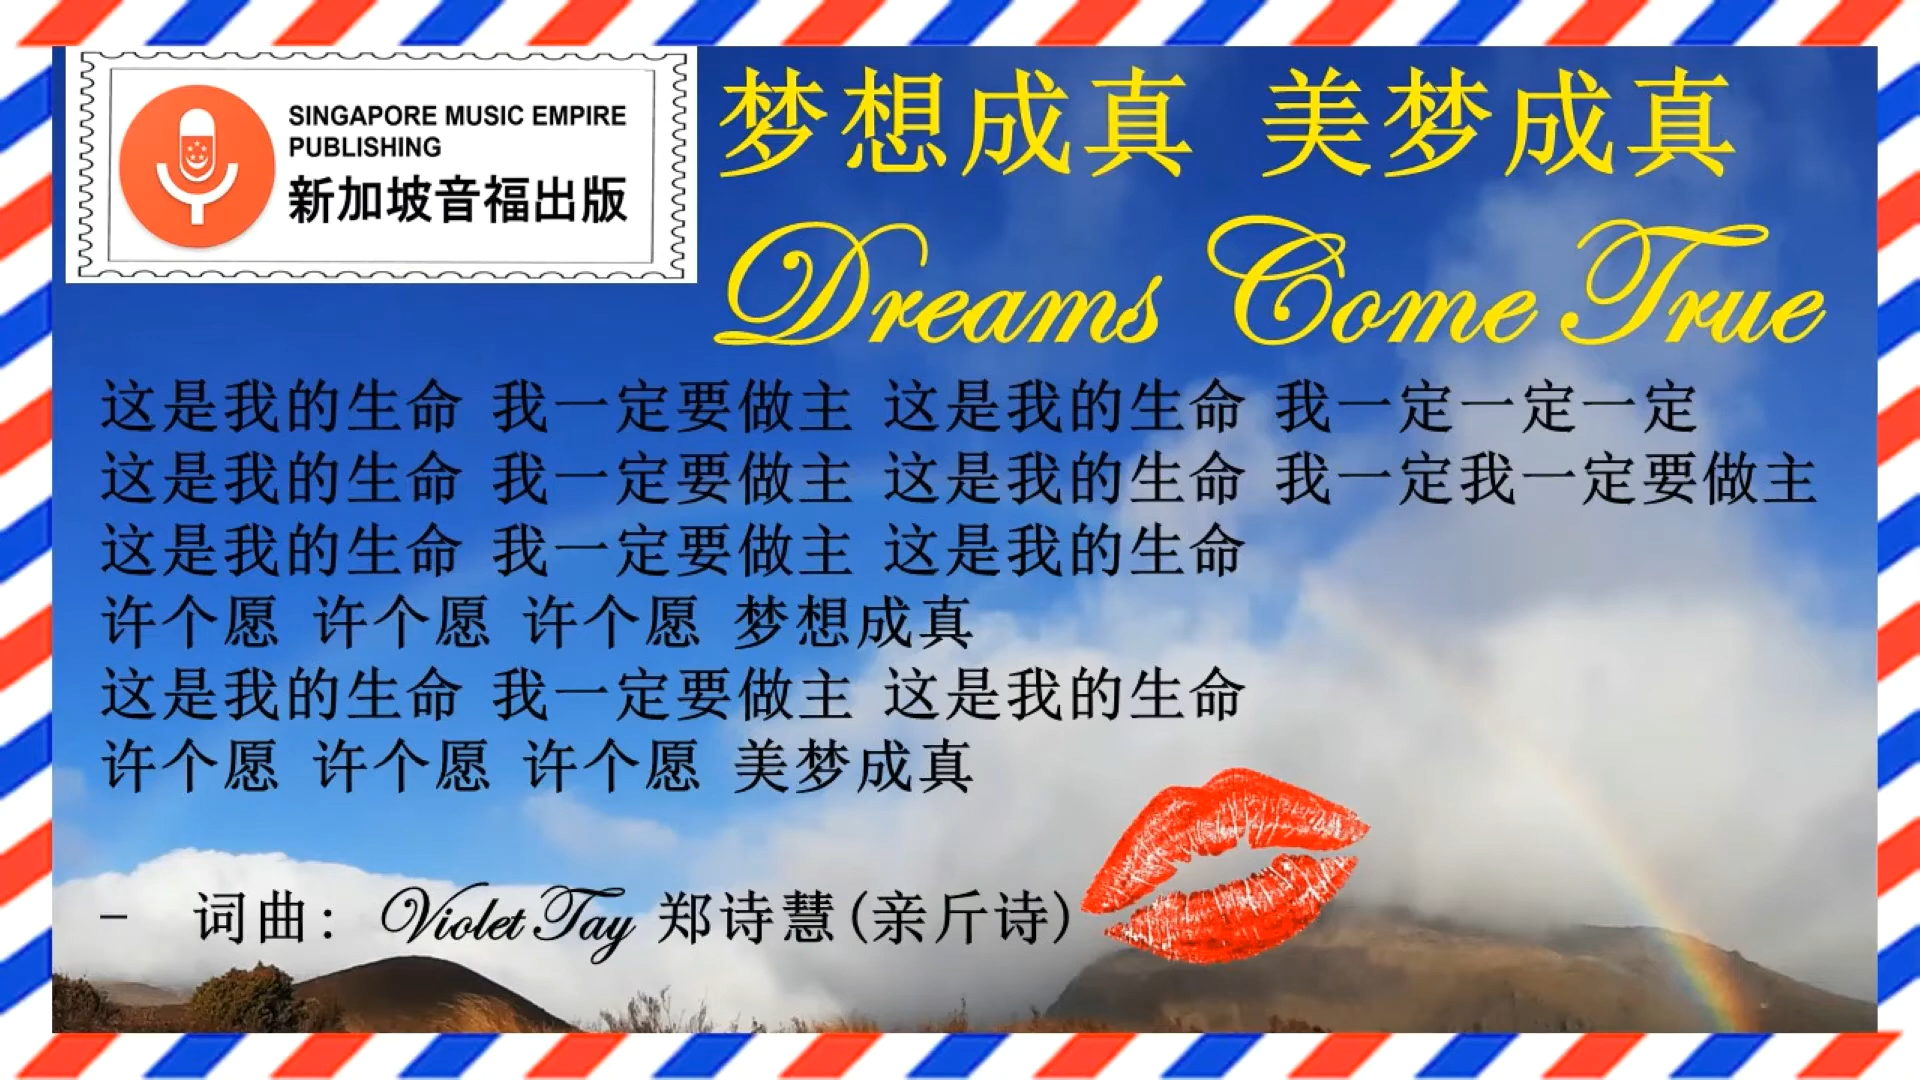 SINGAPORE MUSIC EMPIRE
PUBLISHING
新加坡音福出版
梦想成真 美梦成真
Dreams Come True
这是我的生命 我一定要做主 这是我的生命 我一定一定一定
这是我的生命 我一定要做主 这是我的生命 我一定我一定要做主
这是我的生命 我一定要做主 这是我的生命
许个愿 许个愿 许个愿 梦想成真
这是我的生命 我一定要做主 这是我的生命
许个愿 许个愿 许个愿 美梦成真
- 词曲: Violet Tay 郑诗慧(亲斤诗)